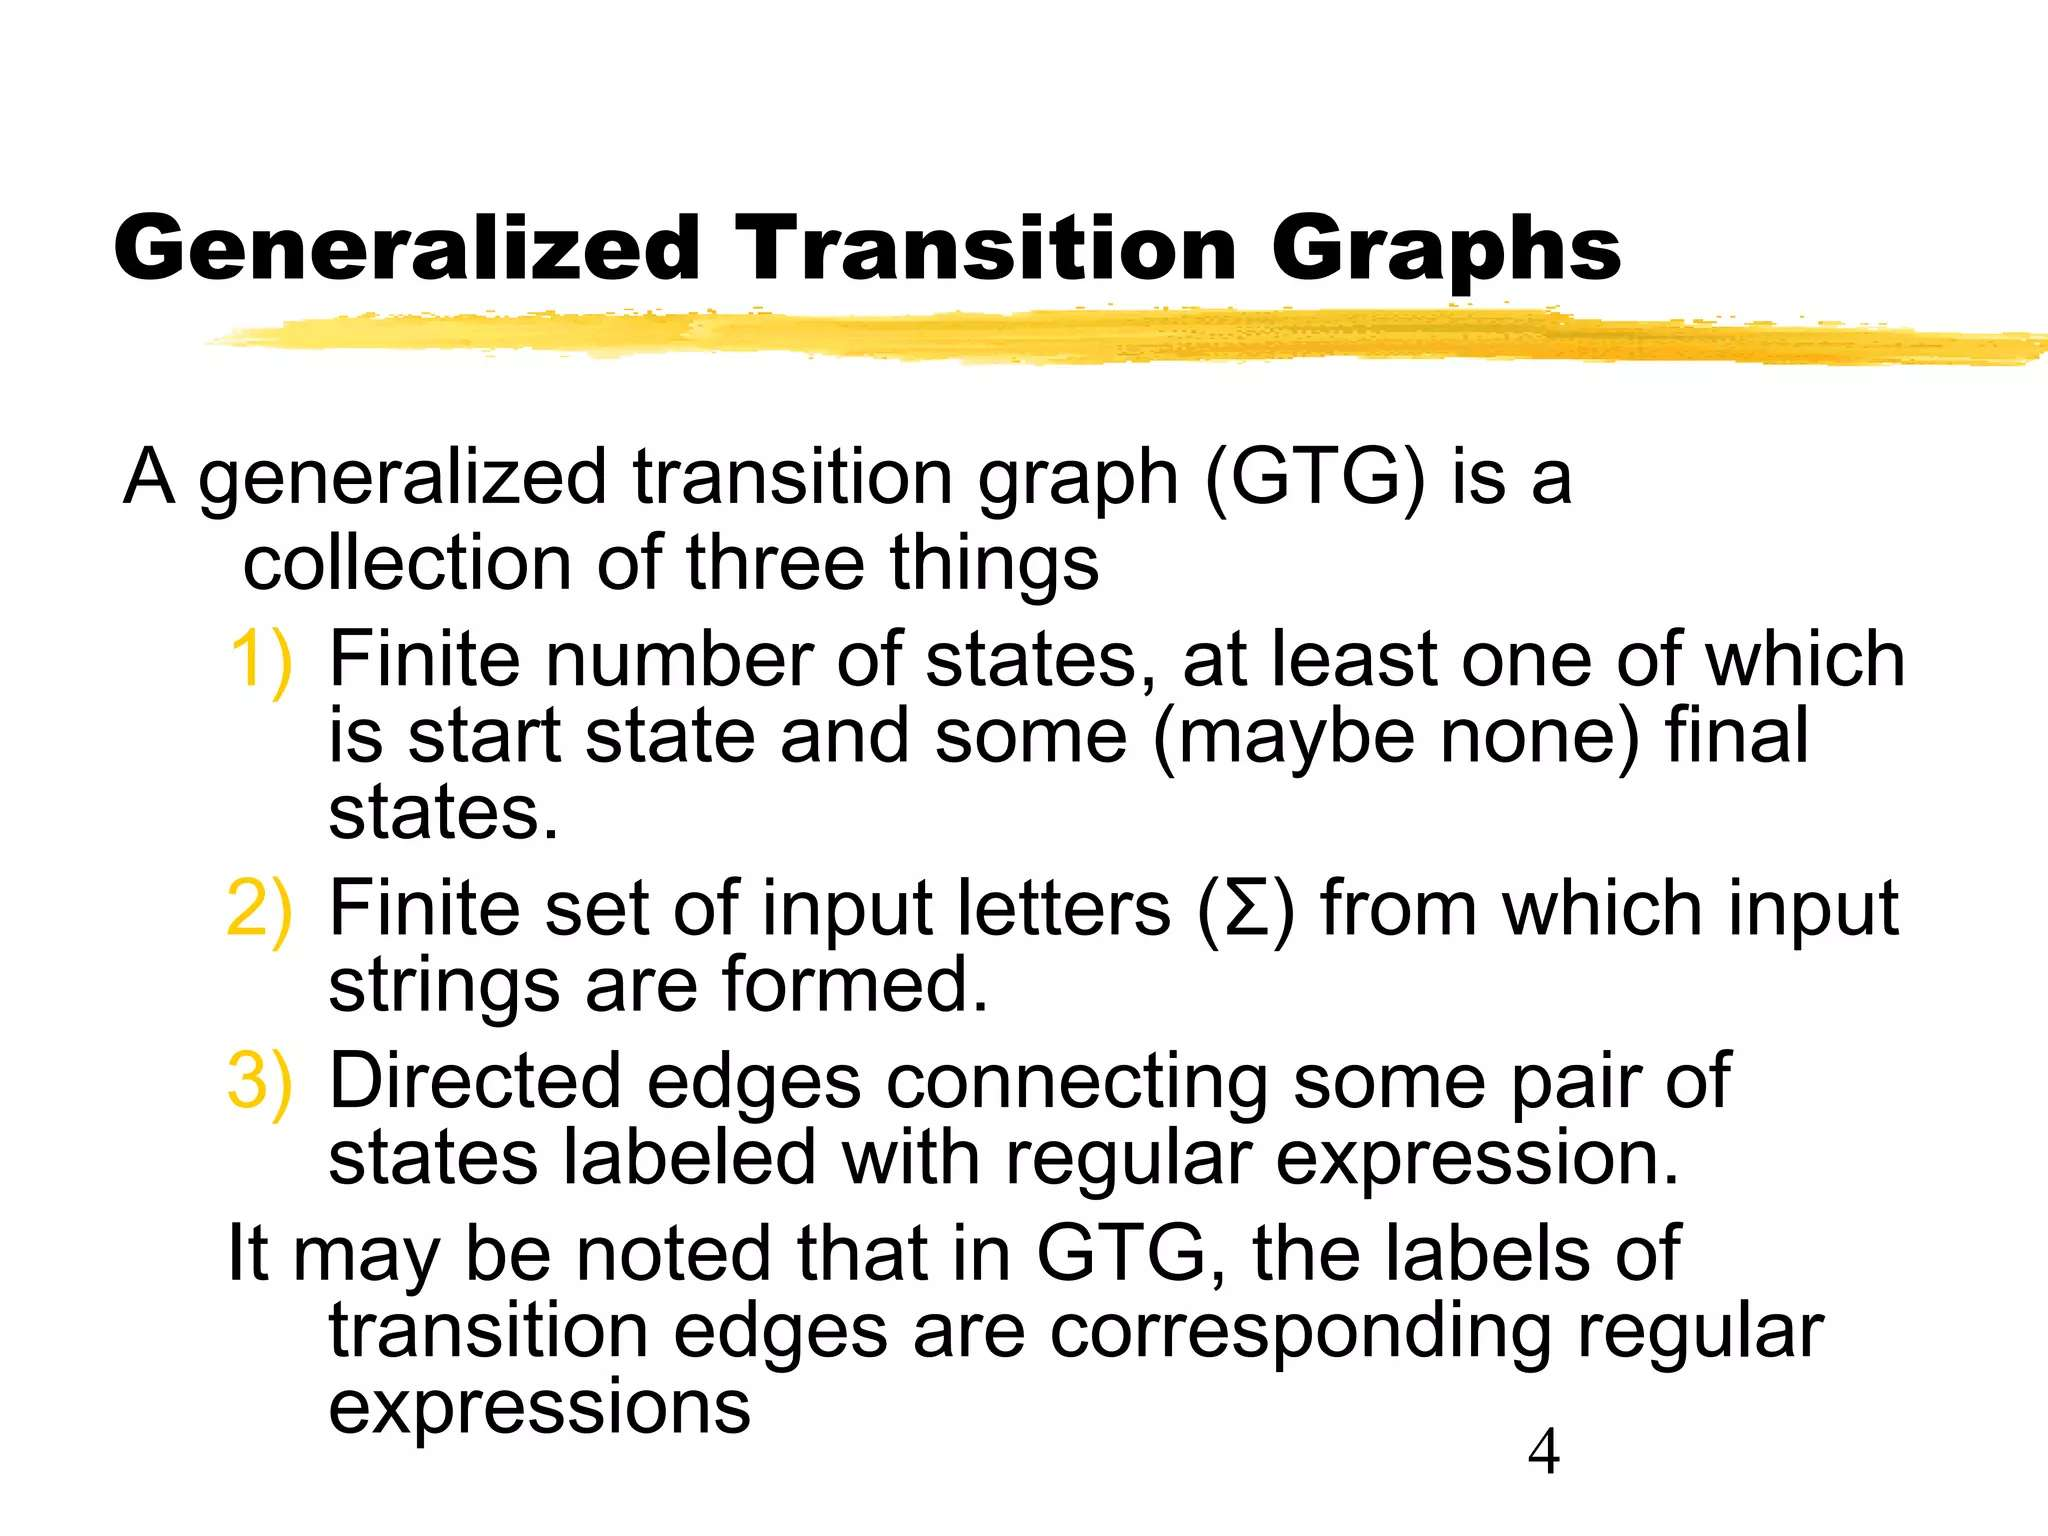 Generalized Transition Graphs
A generalized transition graph (GTG) is a
collection of three things
1) Finite number of states, at least one of which
is start state and some (maybe none) final
states.
2) Finite set of input letters (Σ) from which input
strings are formed.
3) Directed edges connecting some pair of
states labeled with regular expression.
It may be noted that in GTG, the labels of
transition edges are corresponding regular
expressions
4